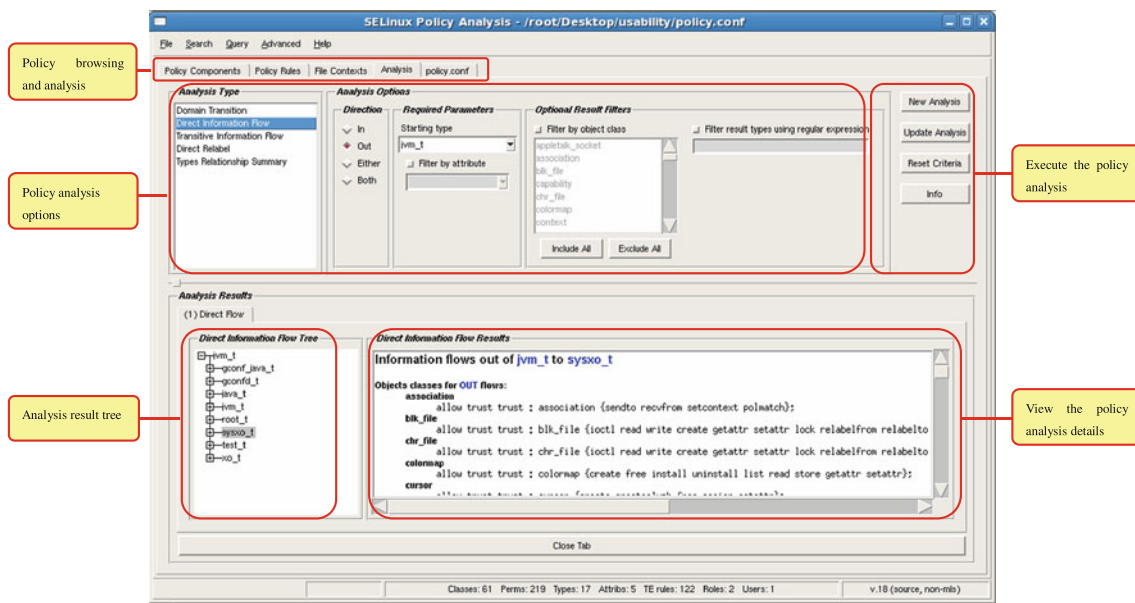 SELinux Policy Analysis - /root/Desktop/usability/policy.conf
File Search Query Advanced Help
Policy browsing
and analysis
Policy Components Policy Rules File Contexts Analysis policy.conf
Analysis Type
Domain Transition
Direct Information Flow
Transitive Information Flow
Direct Relabel
Types Relationship Summary
Policy analysis
options
Analysis Options
Direction
In
Out
Either
Both
Required Parameters
Starting type
jvm_t
Filter by attribute
Optional Result Filters
Filter by object class
appletalk_socket
association
blk_file
capability
chr_file
colormap
context
Include All Exclude All
Filter result types using regular expression
New Analysis
Update Analysis
Reset Criteria
Info
Execute the policy
analysis
Analysis Results
(1) Direct Flow
Direct Information Flow Tree
jvm_t
gconf_java_t
gconfd_t
java_t
jvm_t
root_t
sysxo_t
test_t
xo_t
Analysis result tree
Direct Information Flow Results
Information flows out of jvm_t to sysxo_t
Objects classes for OUT flows:
association
allow trust trust : association {sendto recvfrom setcontext polmatch};
blk_file
allow trust trust : blk_file {ioctl read write create getattr setattr lock relabelfrom relabelto
chr_file
allow trust trust : chr_file {ioctl read write create getattr setattr lock relabelfrom relabelto
colormap
allow trust trust : colormap {create free install uninstall list read store getattr setattr};
cursor
View the policy
analysis details
Close Tab
Classes: 61 Perms: 219 Types: 17 Attribs: 5 TE rules: 122 Roles: 2 Users: 1
v.18 (source, non-mls)